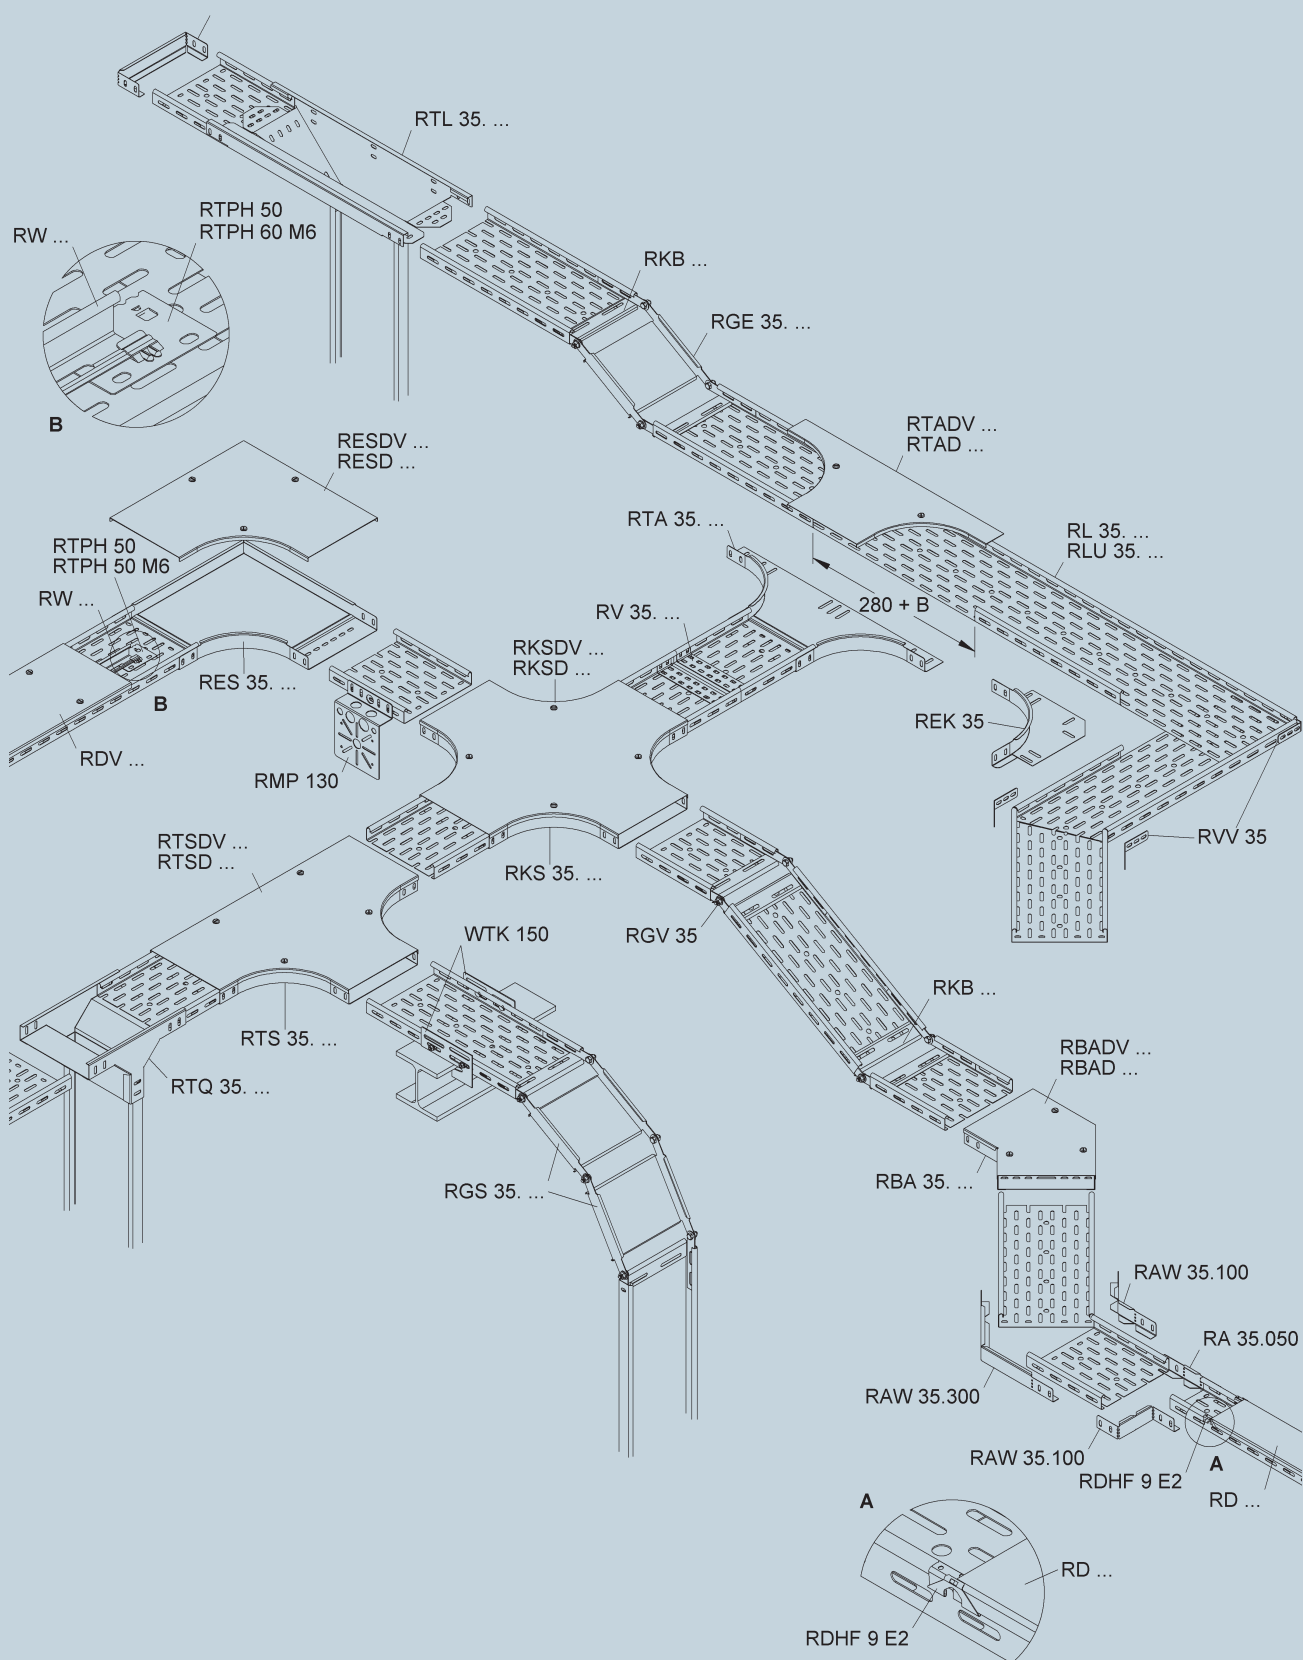 RTL 35. ...
RTPH 50
RTPH 60 M6
RW ...
RKB ...
RGE 35. ...
B
RTADV ...
RTAD ...
RESDV ...
RESD ...
RTA 35. ...
RL 35. ...
RLU 35. ...
RTPH 50
RTPH 50 M6
RW ...
280 + B
RV 35. ...
RKSDV ...
RKSD ...
RES 35. ...
B
REK 35
RDV ...
RMP 130
RVV 35
RTSDV ...
RTSD ...
RKS 35. ...
WTK 150
RGV 35
RKB ...
RTS 35. ...
RBADV ...
RBAD ...
RTQ 35. ...
RBA 35. ...
RGS 35. ...
RAW 35.100
RA 35.050
RAW 35.300
RAW 35.100
A
RDHF 9 E2
RD ...
A
RD ...
RDHF 9 E2